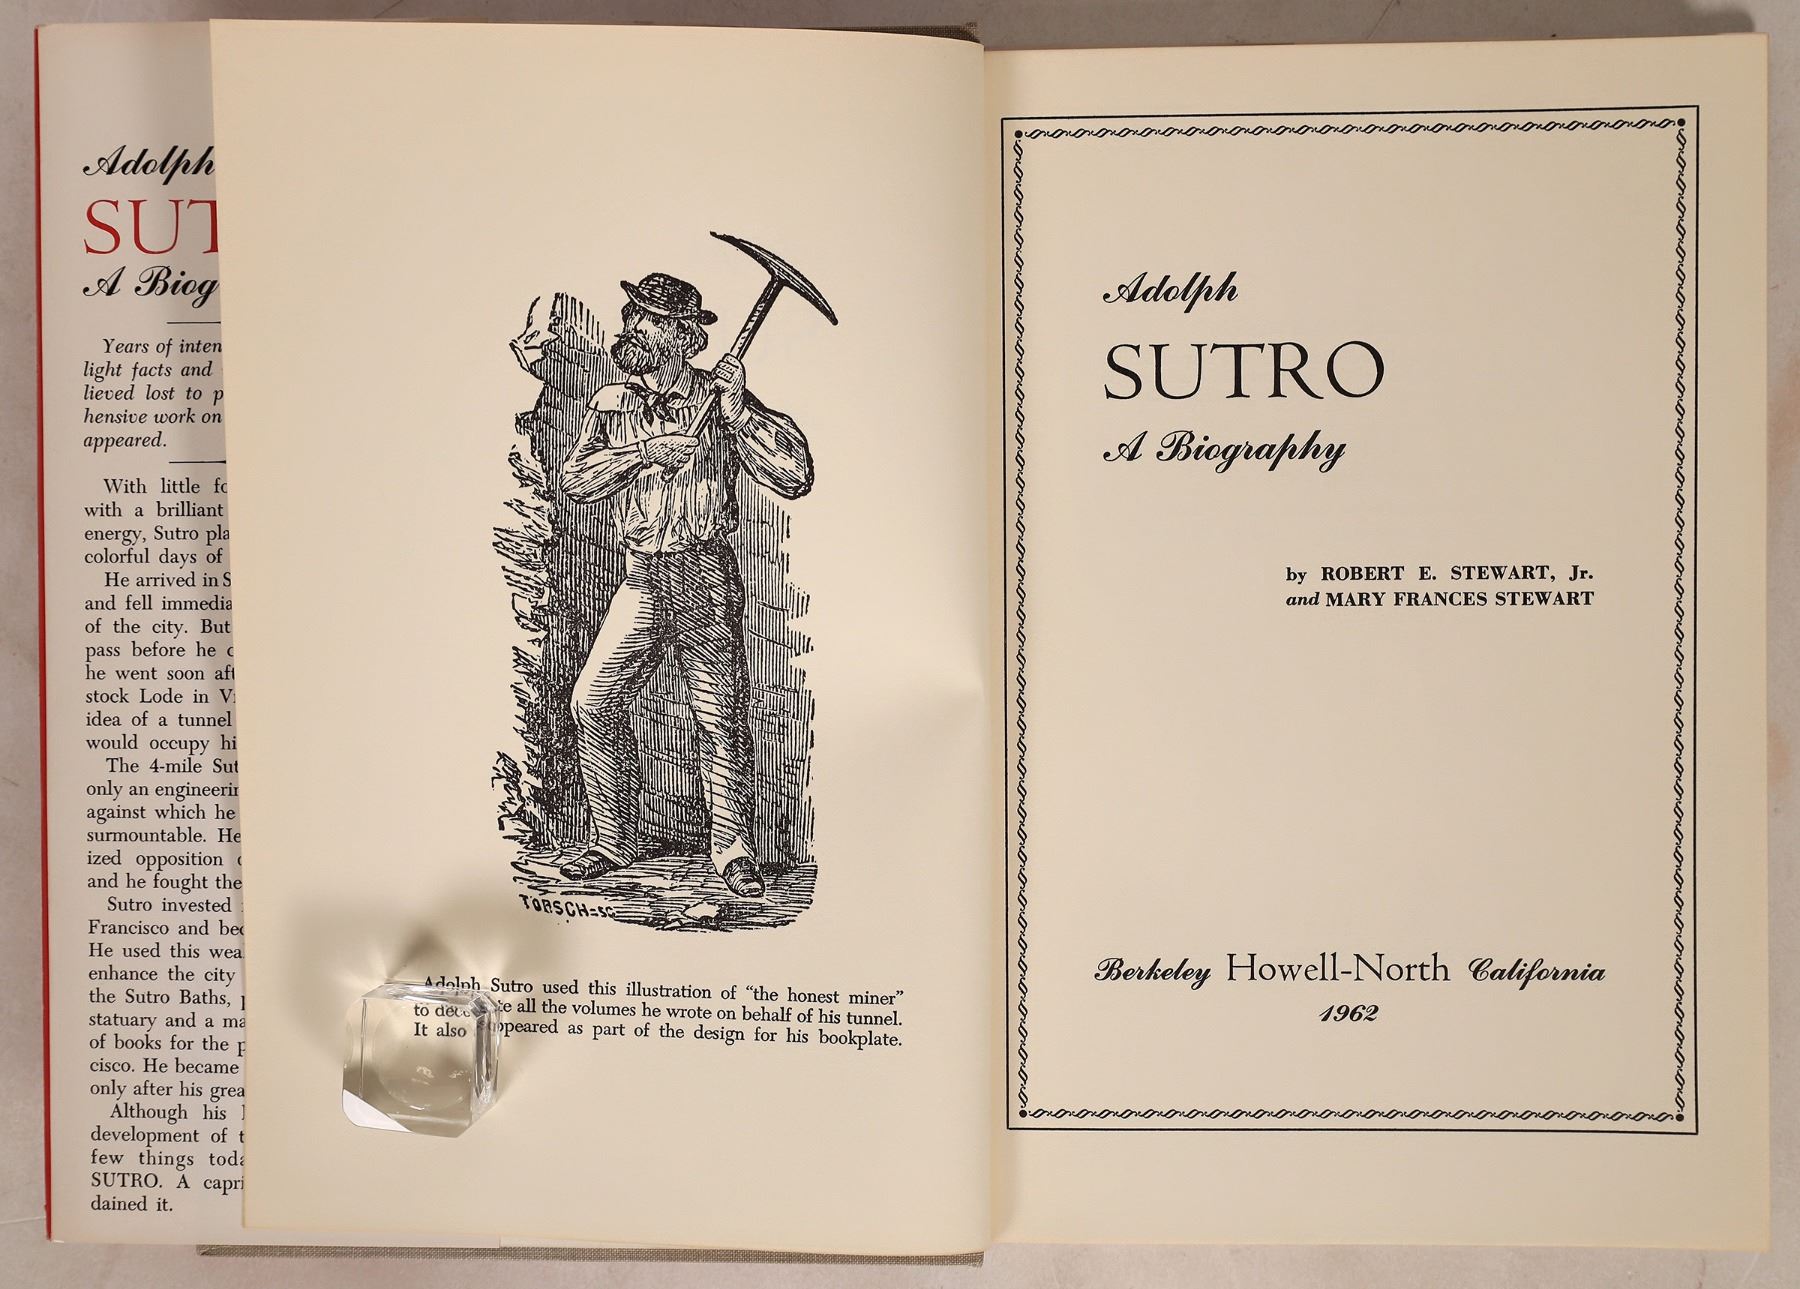 Adolph
SUT
A Biog
Years of inten
light facts and
lieved lost to p
hensive work on
appeared.
With little fo
with a brilliant
energy, Sutro pla
colorful days of
He arrived in S
and fell immedia
of the city. But
pass before he c
he went soon aft
stock Lode in Vi
idea of a tunnel
would occupy hi
The 4-mile Sut
only an engineerin
against which he
surmountable. He
ized opposition
and he fought the
Sutro invested
Francisco and bec
He used this wea
enhance the city
the Sutro Baths, p
statuary and a ma
of books for the p
cisco. He became
only after his grea
Although his
development of t
few things toda
SUTRO. A capri
dained it.
TORSCH=SC
Adolph Sutro used this illustration of “the honest miner”
to decorate all the volumes he wrote on behalf of his tunnel.
It also appeared as part of the design for his bookplate.
Adolph
SUTRO
A Biography
by ROBERT E. STEWART, Jr.
and MARY FRANCES STEWART
Berkeley Howell-North California
1962